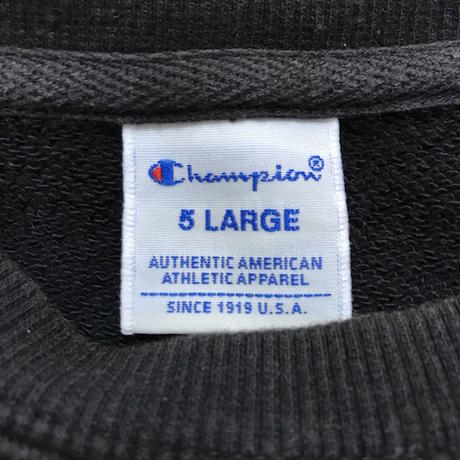 Champion®
5 LARGE
AUTHENTIC AMERICAN
ATHLETIC APPAREL
SINCE 1919 U.S.A.